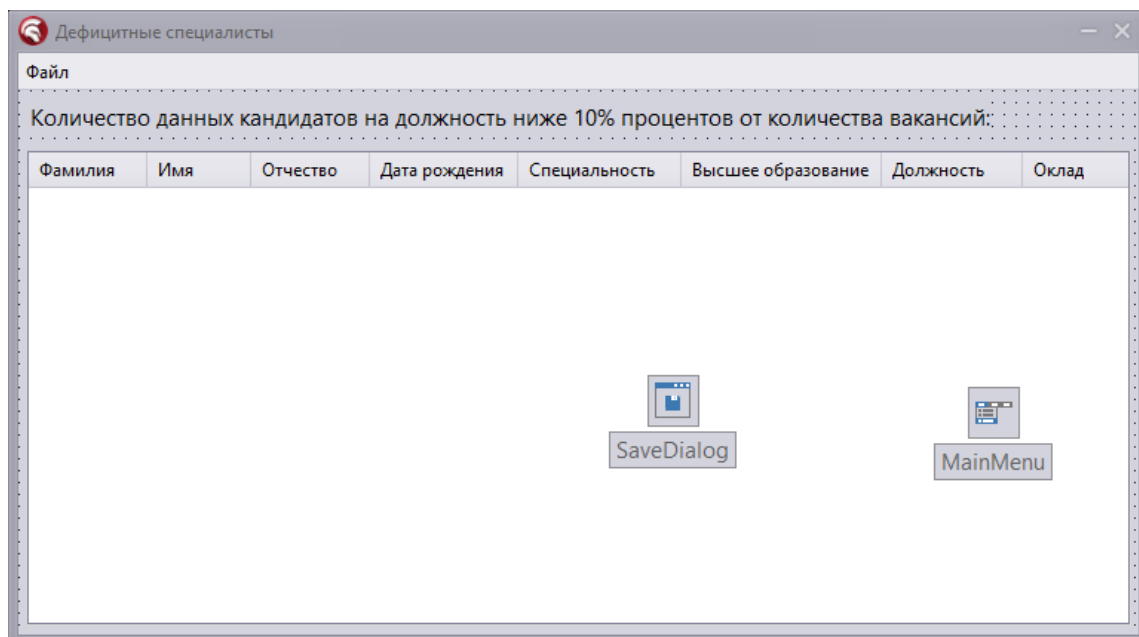 Дефицитные специалисты
Файл
Количество данных кандидатов на должность ниже 10% процентов от количества вакансий:
Фамилия Имя Отчество Дата рождения Специальность Высшее образование Должность Оклад
SaveDialog
MainMenu